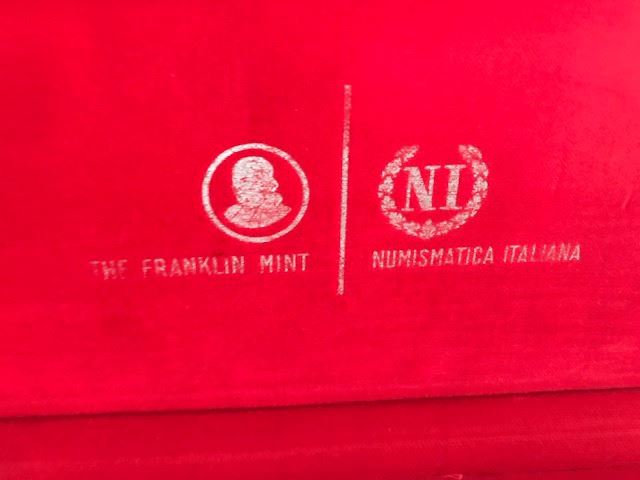 THE FRANKLIN MINT
NI
NUMISMATICA ITALIANA